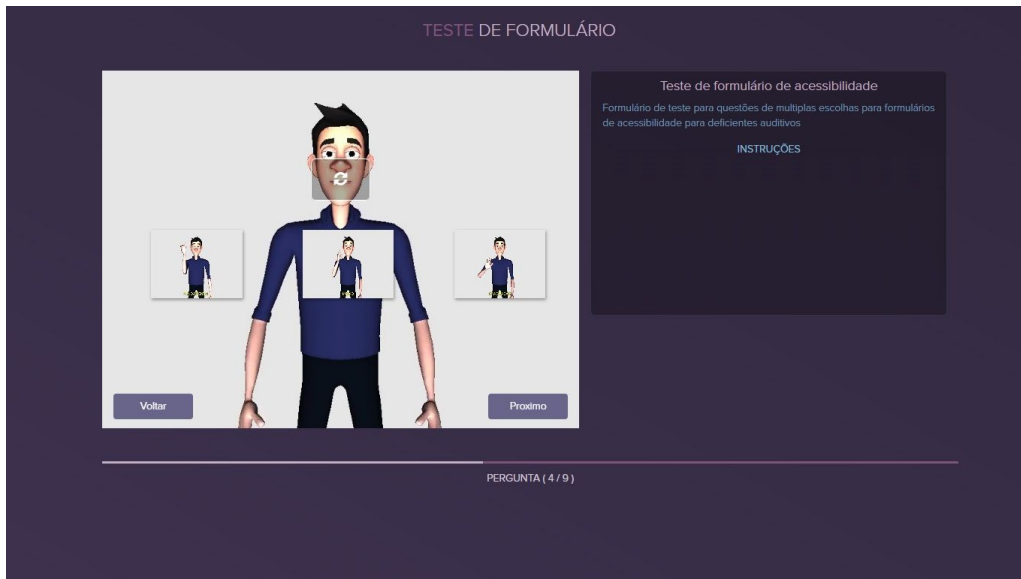 TESTE DE FORMULÁRIO
Teste de formulário de acessibilidade
Formulário de teste para questões de multiplas escolhas para formulários
de acessibilidade para deficientes auditivos
INSTRUÇÕES
Voltar
Proximo
PERGUNTA ( 4 / 9 )